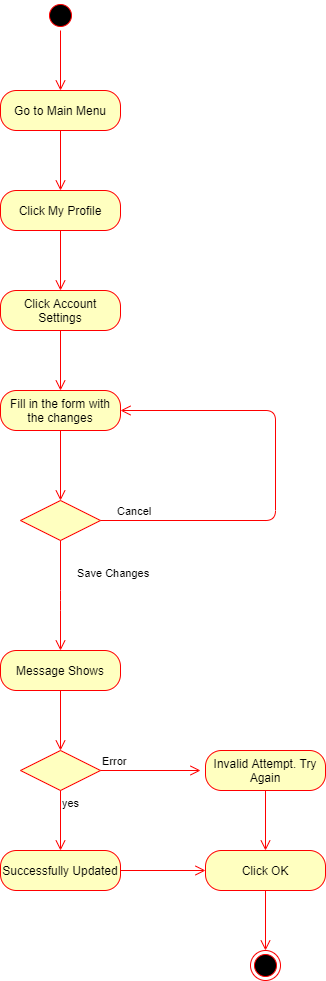 Go to Main Menu
Click My Profile
Click Account
Settings
Fill in the form with
the changes
Cancel
Save Changes
Message Shows
Error
Invalid Attempt. Try
Again
yes
Successfully Updated
Click OK